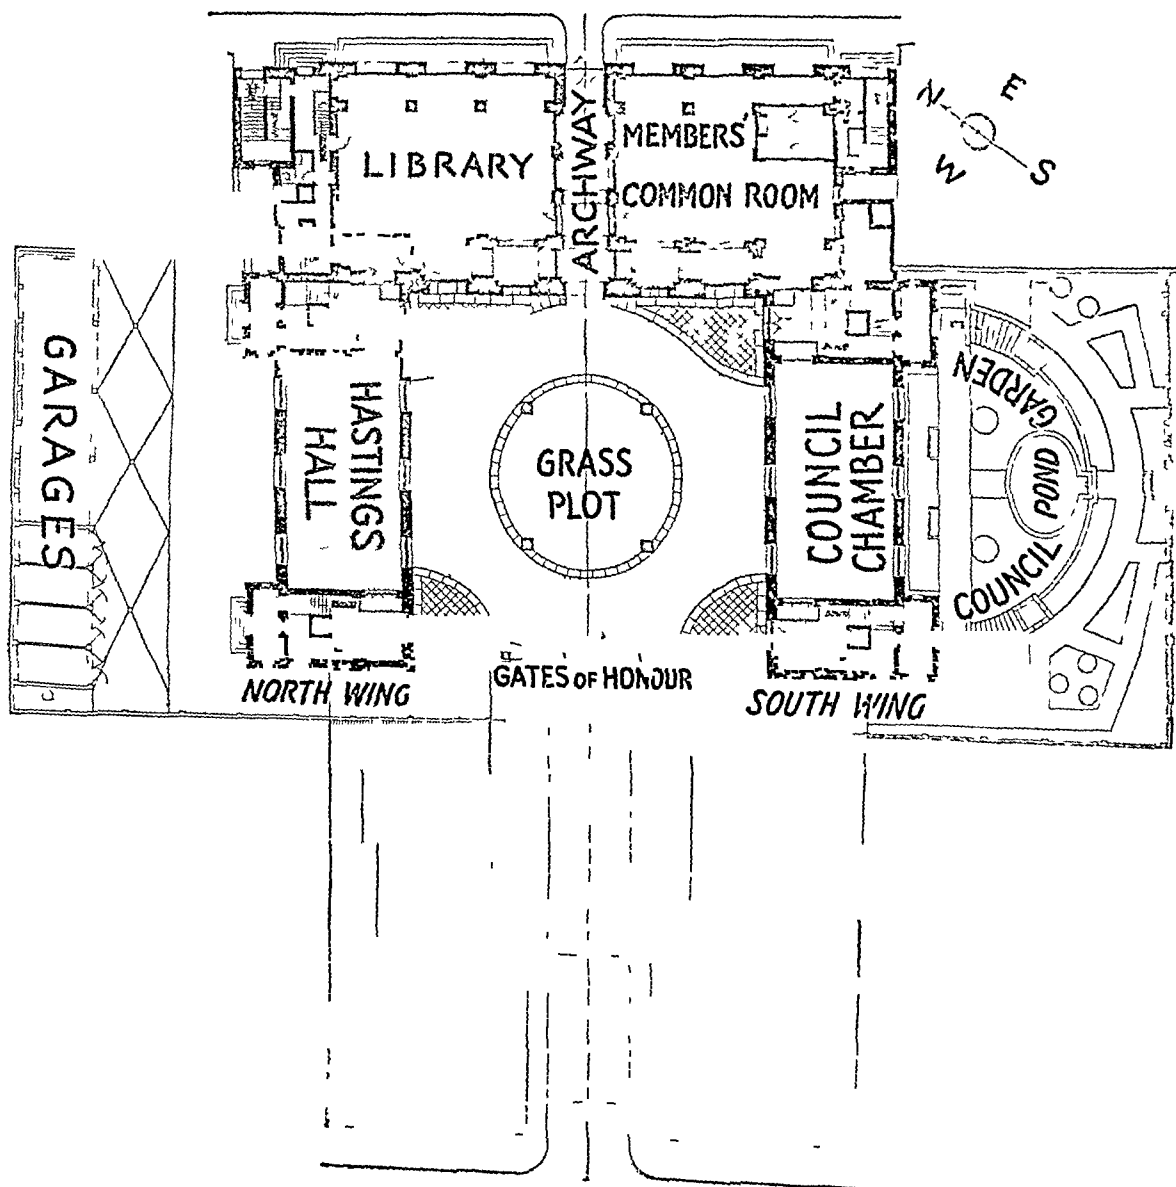 N
E
W
S
LIBRARY
ARCHWAY
MEMBERS'
COMMON ROOM
GARAGES
HASTINGS
HALL
GRASS
PLOT
COUNCIL
CHAMBER
COUNCIL GARDEN
POND
GATES OF HONOUR
NORTH WING
SOUTH WING